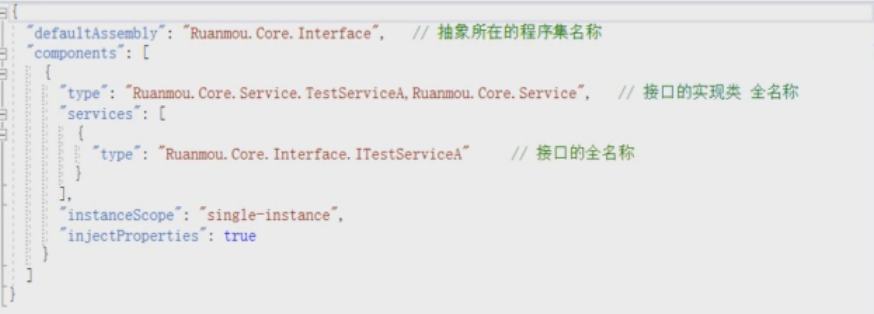 {
"defaultAssembly": "Ruanmou.Core.Interface", // 抽象所在的程序集名称
"components": [
{
"type": "Ruanmou.Core.Service.TestServiceA,Ruanmou.Core.Service", // 接口的实现类 全名称
"services": [
{
"type": "Ruanmou.Core.Interface.ITestServiceA" // 接口的全名称
}
],
"instanceScope": "single-instance",
"injectProperties": true
}
]
}